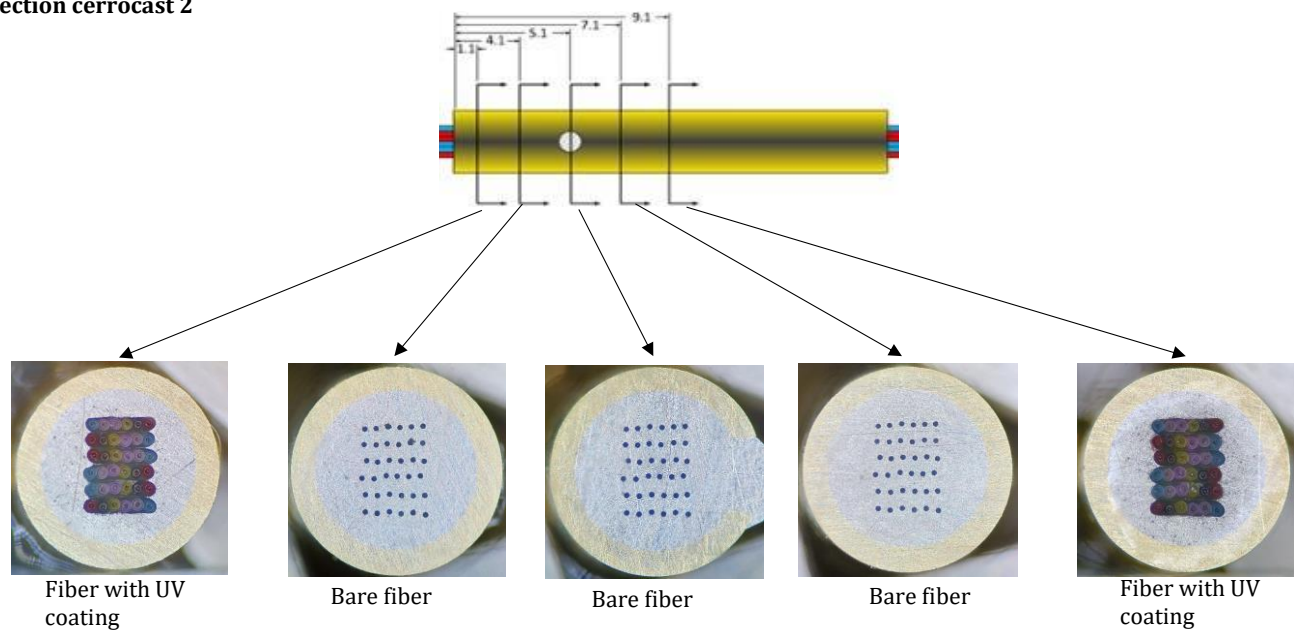 ection cerrocast 2
9.1
7.1
5.1
4.1
1.1
Fiber with UV
coating
Bare fiber
Bare fiber
Bare fiber
Fiber with UV
coating